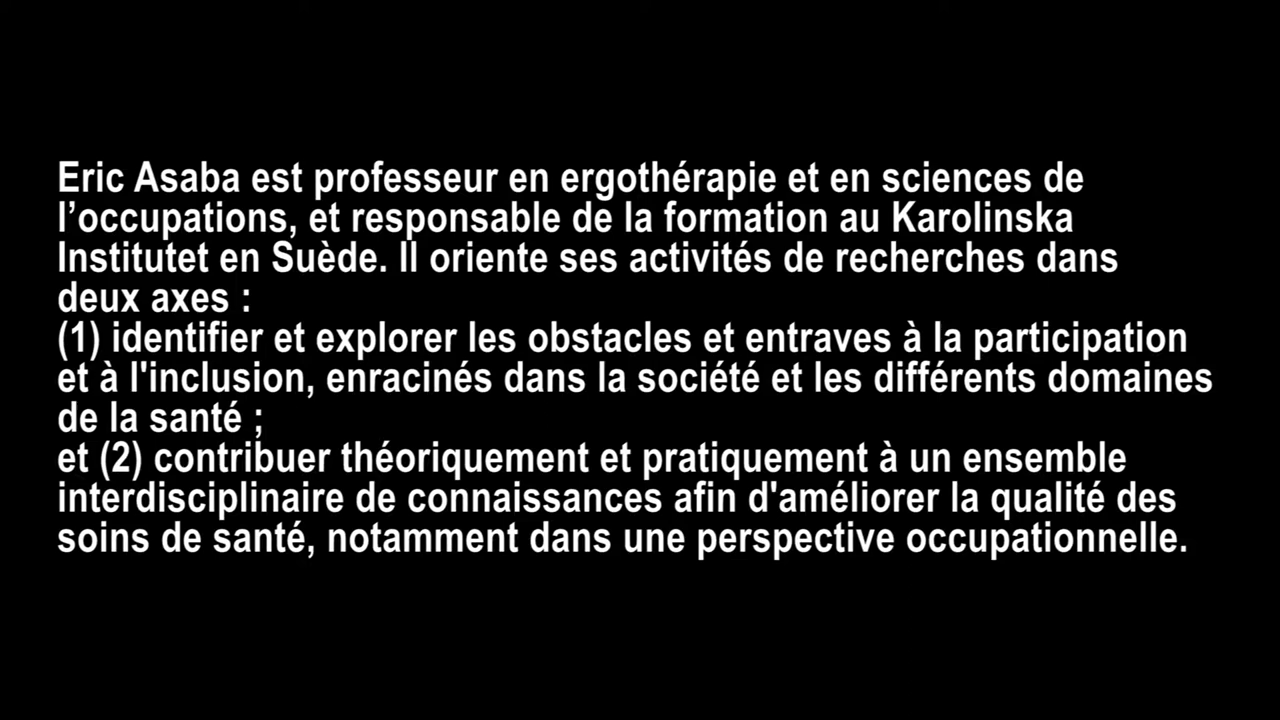 Eric Asaba est professeur en ergothérapie et en sciences de
l’occupations, et responsable de la formation au Karolinska
Institutet en Suède. Il oriente ses activités de recherches dans
deux axes :
(1) identifier et explorer les obstacles et entraves à la participation
et à l'inclusion, enracinés dans la société et les différents domaines
de la santé ;
et (2) contribuer théoriquement et pratiquement à un ensemble
interdisciplinaire de connaissances afin d'améliorer la qualité des
soins de santé, notamment dans une perspective occupationnelle.